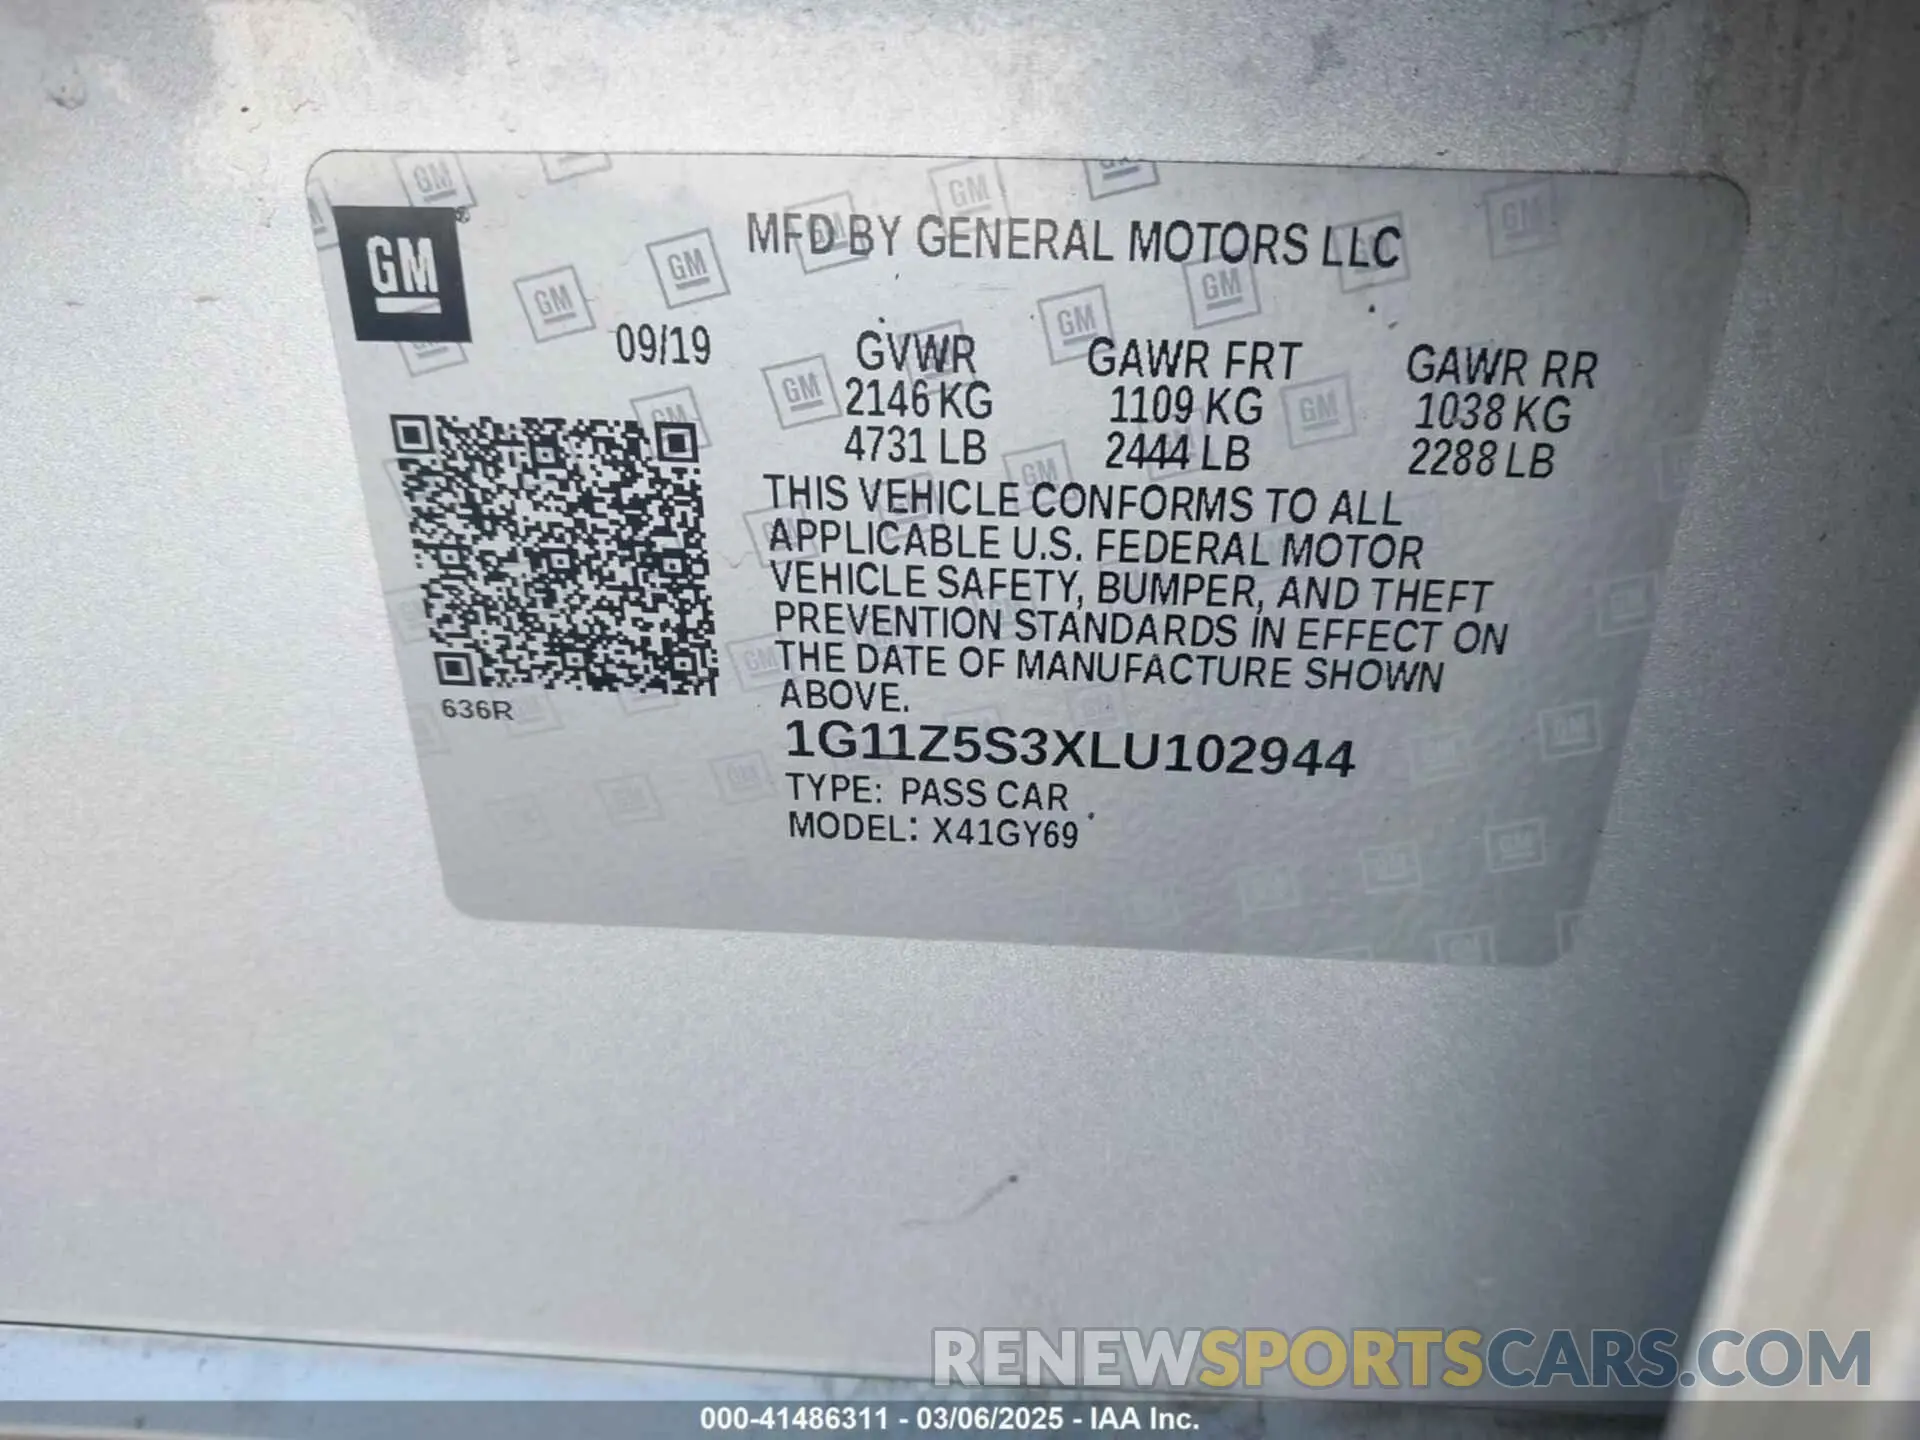 GM®
MFD BY GENERAL MOTORS LLC
09/19
GVWR GAWR FRT GAWR RR
2146 KG 1109 KG 1038 KG
4731 LB 2444 LB 2288 LB
THIS VEHICLE CONFORMS TO ALL
APPLICABLE U.S. FEDERAL MOTOR
VEHICLE SAFETY, BUMPER, AND THEFT
PREVENTION STANDARDS IN EFFECT ON
THE DATE OF MANUFACTURE SHOWN
ABOVE.
636R
1G11Z5S3XLU102944
TYPE: PASS CAR
MODEL: X41GY69
RENEWSPORTSCARS.COM
000-41486311 - 03/06/2025 - IAA Inc.